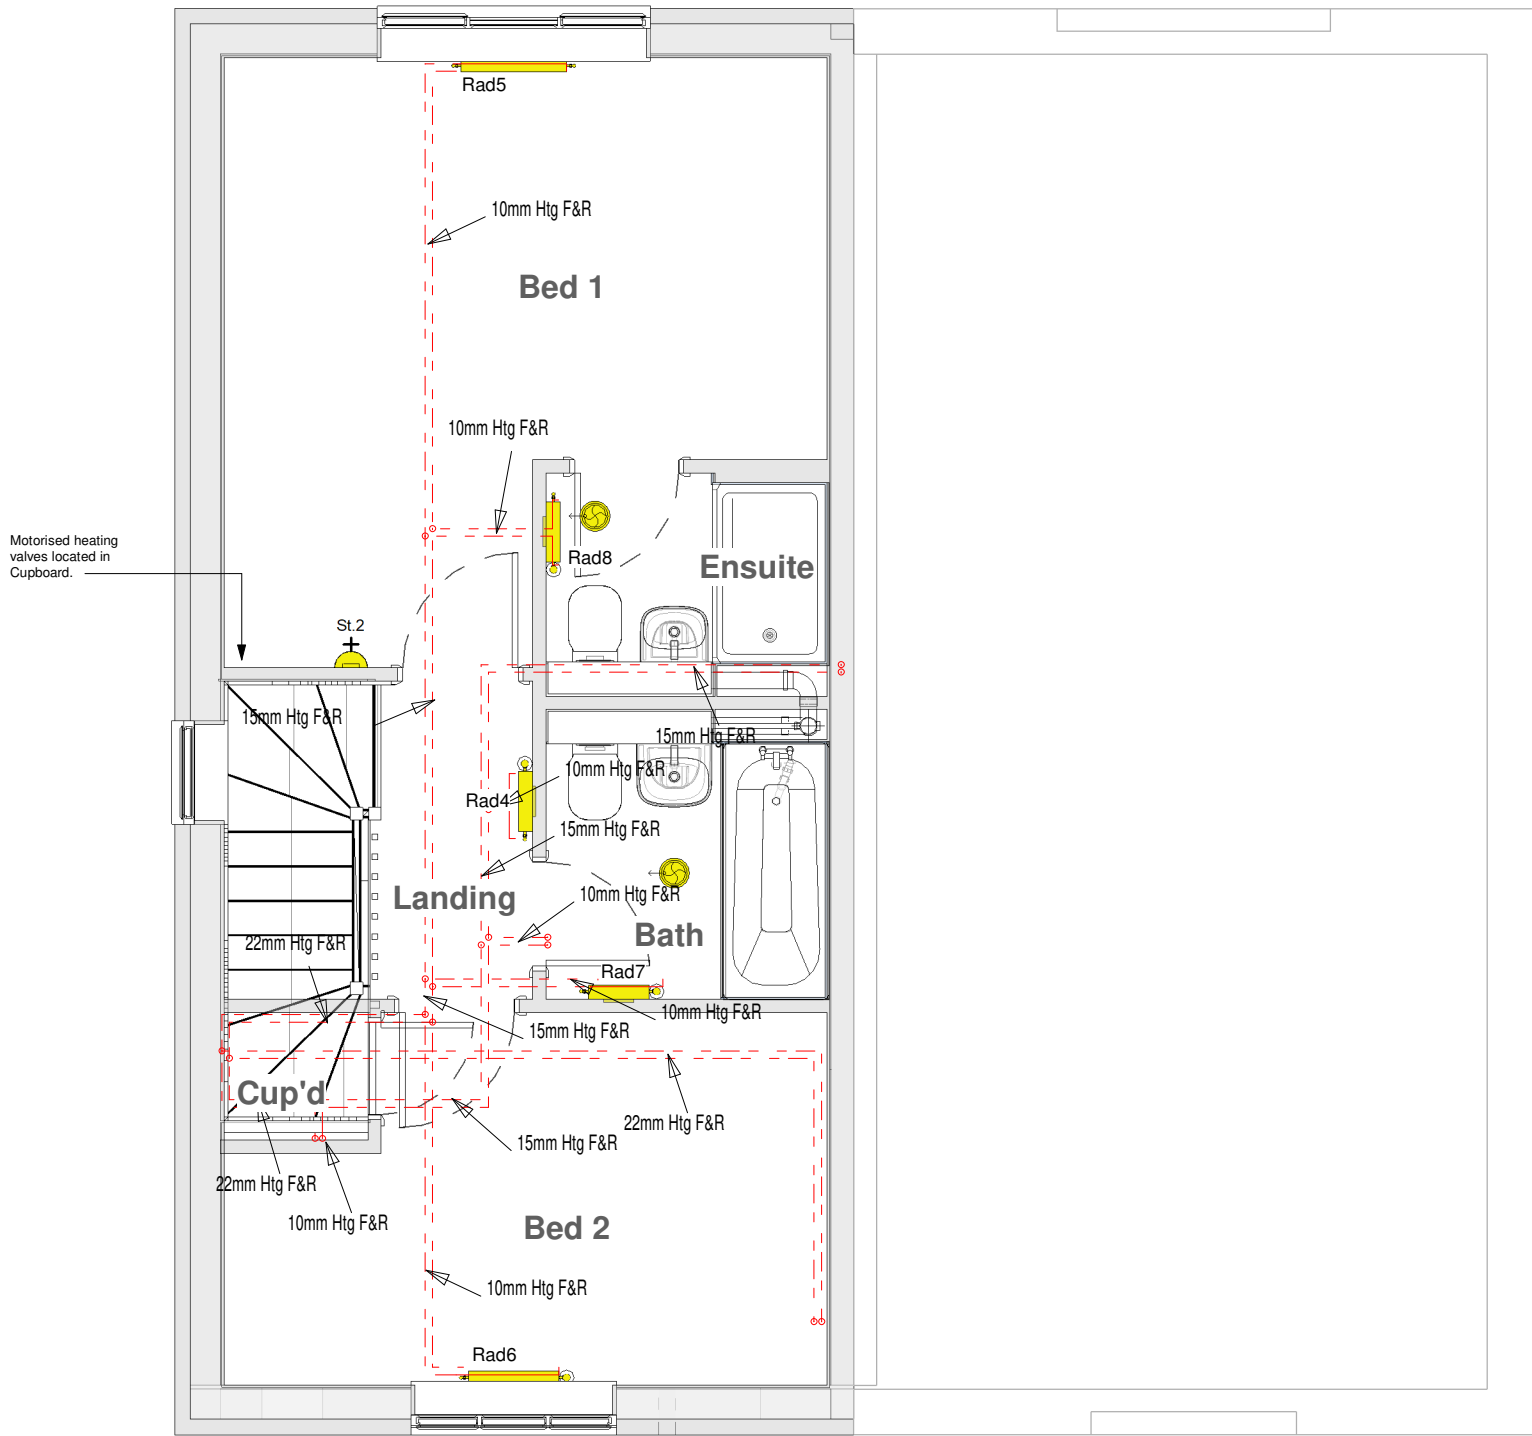 Rad5
10mm Htg F&R
Bed 1
10mm Htg F&R
Motorised heating
valves located in
Cupboard.
Rad8
Ensuite
St.2
15mm Htg F&R
15mm Htg F&R
10mm Htg F&R
Rad4
15mm Htg F&R
Landing
10mm Htg F&R
Bath
22mm Htg F&R
Rad7
10mm Htg F&R
15mm Htg F&R
Cup'd
22mm Htg F&R
15mm Htg F&R
22mm Htg F&R
10mm Htg F&R
Bed 2
10mm Htg F&R
Rad6